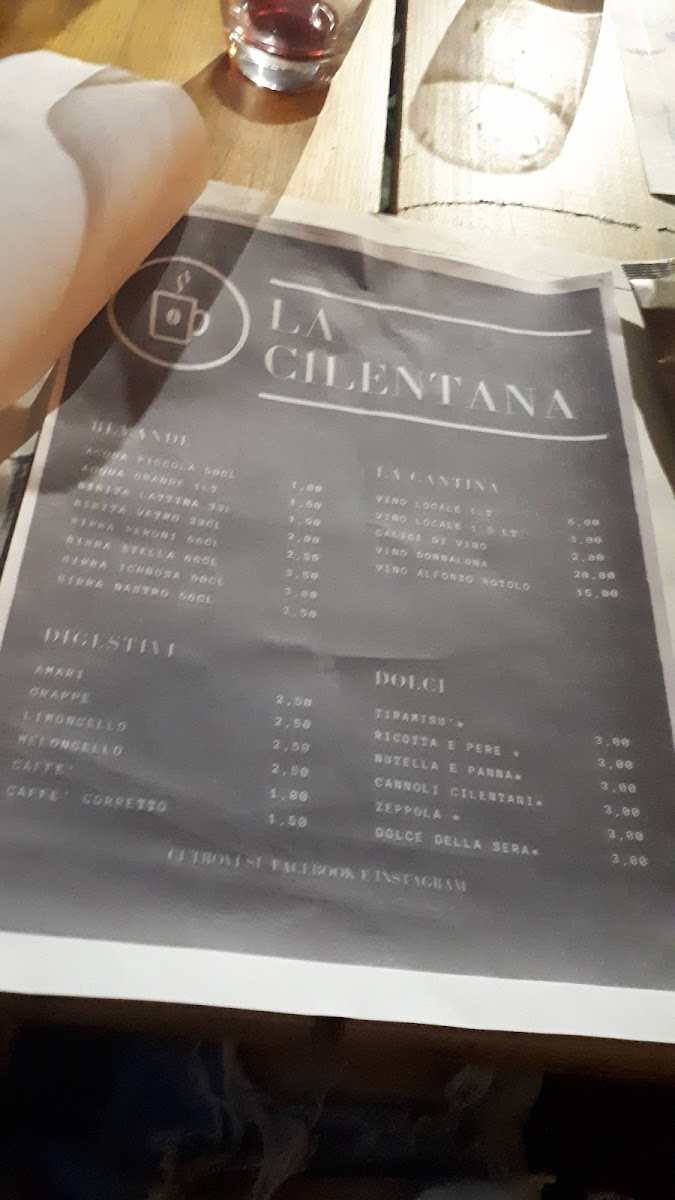 LA
CILENTANA
BEVANDE
ACQUA PICCOLA 50CL 1,00
ACQUA GRANDE 1LT 1,50
BIBITA LATTINA 33L 1,50
BIBITA VETRO 33CL 2,00
BIRRA PERONI 66CL 2,50
BIRRA STELLA 66CL 3,50
BIRRA ICHNUSA 50CL 3,00
BIRRA NASTRO 66CL 2,50
LA CANTINA
VINO LOCALE 1 LT 6,00
VINO LOCALE LT 3,00
CALICE DI VINO 2,00
VINO DONNALUNA 20,00
VINO ALFONSO ROTOLO 15,00
DIGESTIVI
AMARI 2,50
GRAPPE 2,50
LIMONCELLO 2,50
MELONCELLO 2,50
CAFFE' 1,00
CAFFE' CORRETTO 1,50
DOLCI
TIRAMISU'* 3,00
RICOTTA E PERE * 3,00
NUTELLA E PANNA* 3,00
CANNOLI CILENTANI* 3,00
ZEPPOLA * 3,00
DOLCE DELLA SERA* 3,00
CI TROVI SU FACEBOOK E INSTAGRAM